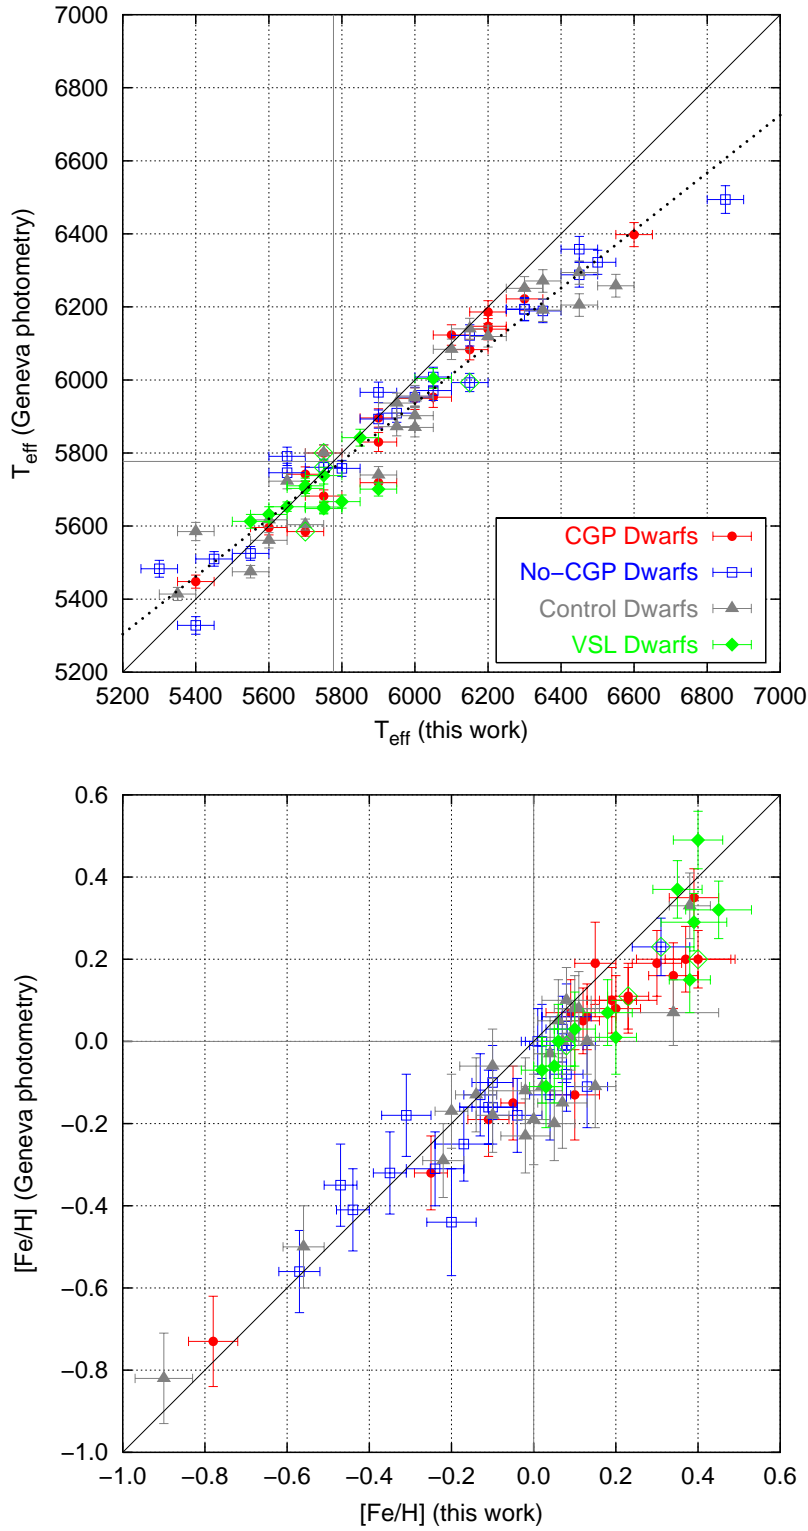 7000
6800
6600
6400
6200
6000
5800
5600
5400
5200
T_eff (Geneva photometry)
CGP Dwarfs
No−CGP Dwarfs
Control Dwarfs
VSL Dwarfs
5200 5400 5600 5800 6000 6200 6400 6600 6800 7000
T_eff (this work)
0.6
0.4
0.2
0.0
−0.2
−0.4
−0.6
−0.8
−1.0
[Fe/H] (Geneva photometry)
−1.0 −0.8 −0.6 −0.4 −0.2 0.0 0.2 0.4 0.6
[Fe/H] (this work)